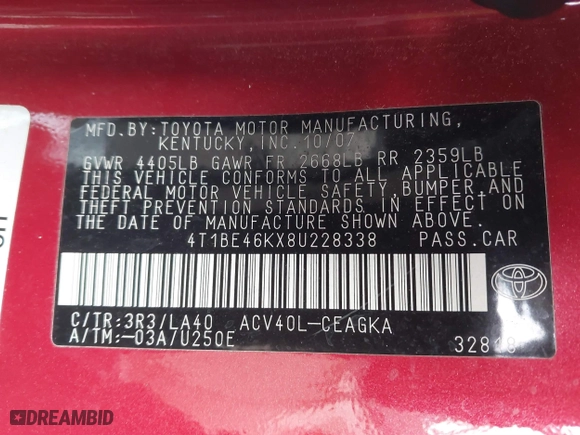 MFD.BY:TOYOTA MOTOR MANUFACTURING,
KENTUCKY,INC.10/07
GVWR 4405LB GAWR FR 2668LB RR 2359LB
THIS VEHICLE CONFORMS TO ALL APPLICABLE
FEDERAL MOTOR VEHICLE SAFETY,BUMPER,AND
THEFT PREVENTION STANDARDS IN EFFECT ON
THE DATE OF MANUFACTURE SHOWN ABOVE.
4T1BE46KX8U228338 PASS.CAR
C/TR:3R3/LA40 ACV40L-CEAGKA
A/TM:-03A/U250E
DREAMBID